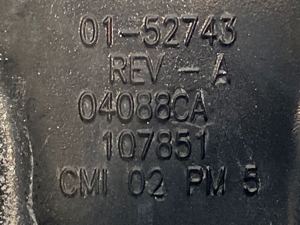 01-52743
REV - A
04088CA
107851
CMI 02 PM 5